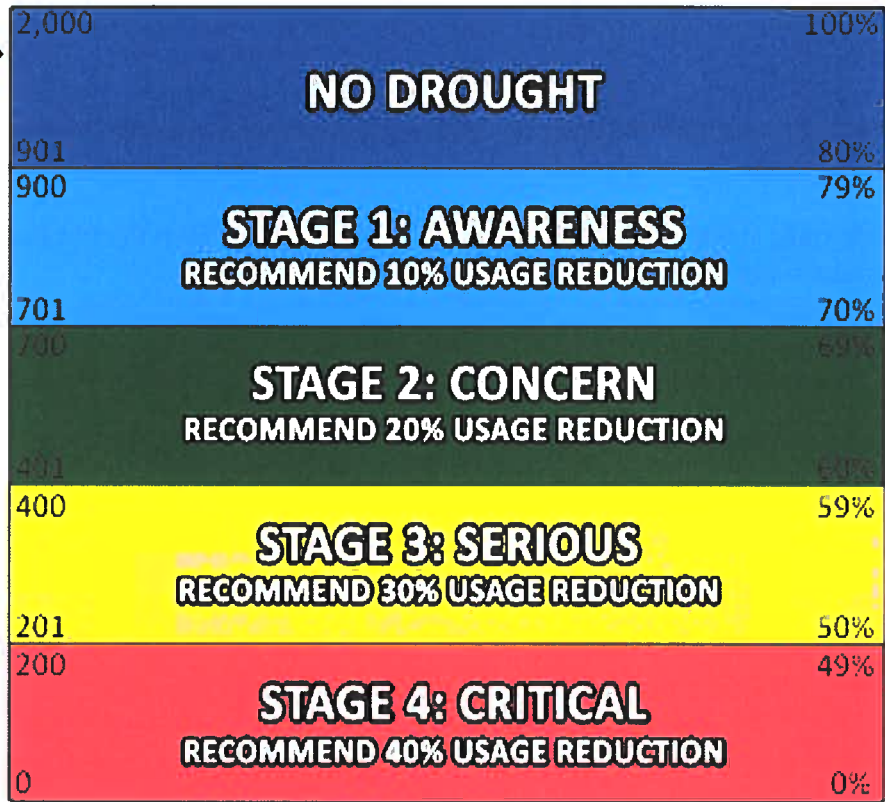 2,000 100%
NO DROUGHT
901 80%
900 79%
STAGE 1: AWARENESS
RECOMMEND 10% USAGE REDUCTION
701 70%
700 69%
STAGE 2: CONCERN
RECOMMEND 20% USAGE REDUCTION
401 60%
400 59%
STAGE 3: SERIOUS
RECOMMEND 30% USAGE REDUCTION
201 50%
200 49%
STAGE 4: CRITICAL
RECOMMEND 40% USAGE REDUCTION
0 0%